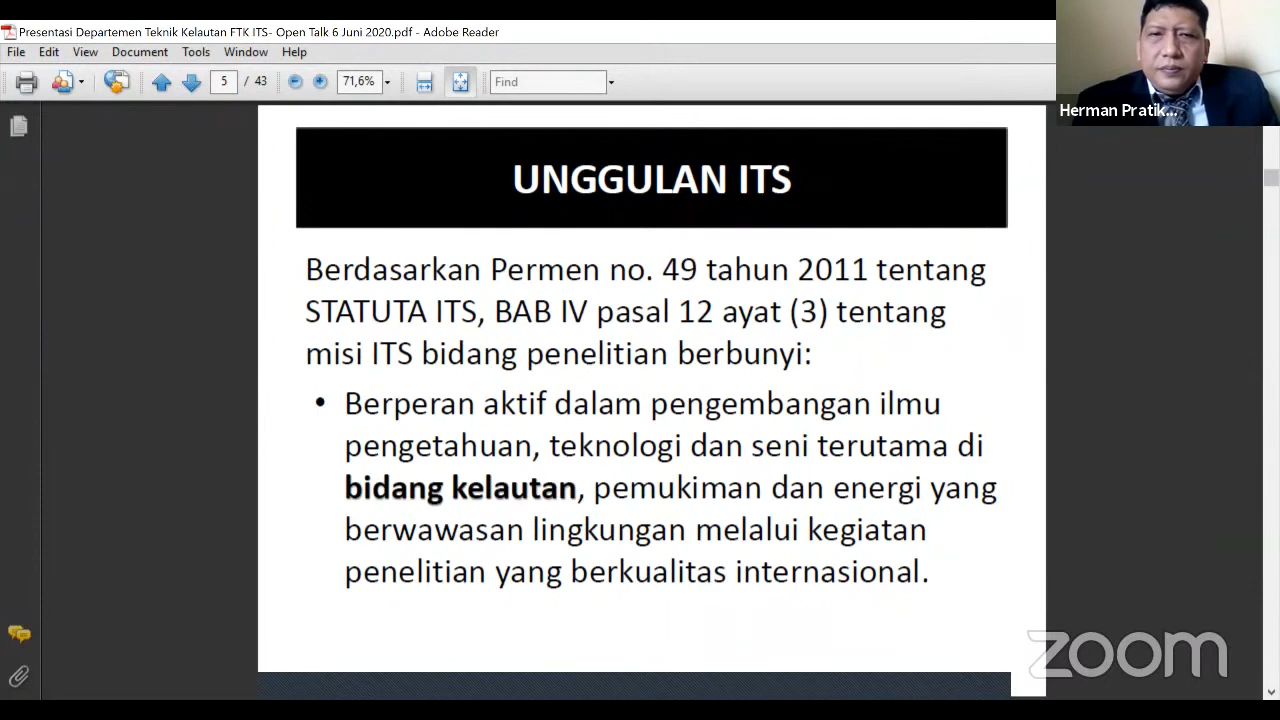 Presentasi Departemen Teknik Kelautan FTK ITS- Open Talk 6 Juni 2020.pdf - Adobe Reader
File Edit View Document Tools Window Help
5 / 43 71,6% Find
Herman Pratik...
UNGGULAN ITS
Berdasarkan Permen no. 49 tahun 2011 tentang
STATUTA ITS, BAB IV pasal 12 ayat (3) tentang
misi ITS bidang penelitian berbunyi:
• Berperan aktif dalam pengembangan ilmu
pengetahuan, teknologi dan seni terutama di
bidang kelautan, pemukiman dan energi yang
berwawasan lingkungan melalui kegiatan
penelitian yang berkualitas internasional.
zoom